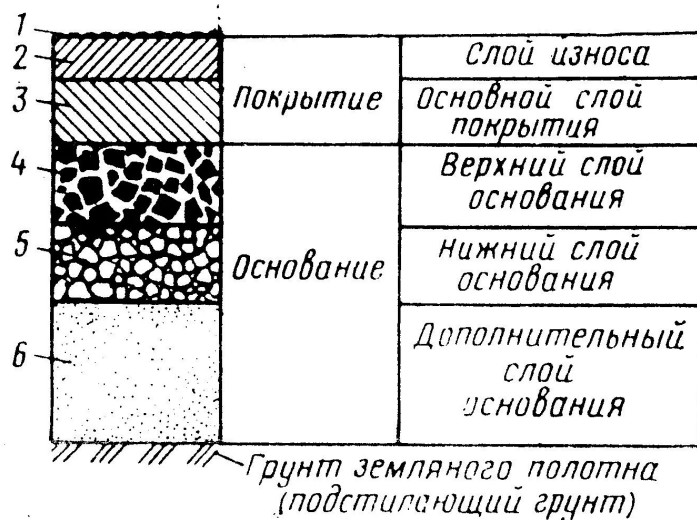 1
2
3
4
5
6
Покрытие
Основание
Слой износа
Основной слой
покрытия
Верхний слой
основания
Нижний слой
основания
Дополнительный
слой
основания
Грунт земляного полотна
(подстилающий грунт)